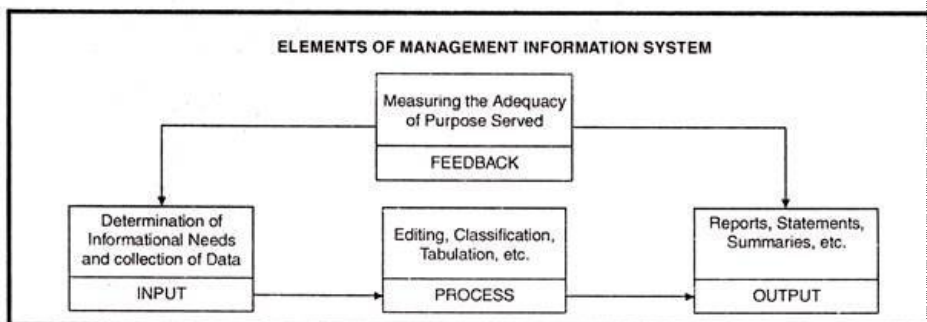 ELEMENTS OF MANAGEMENT INFORMATION SYSTEM
Measuring the Adequacy
of Purpose Served
FEEDBACK
Determination of
Informational Needs
and collection of Data
INPUT
Editing, Classification,
Tabulation, etc.
PROCESS
Reports, Statements,
Summaries, etc.
OUTPUT